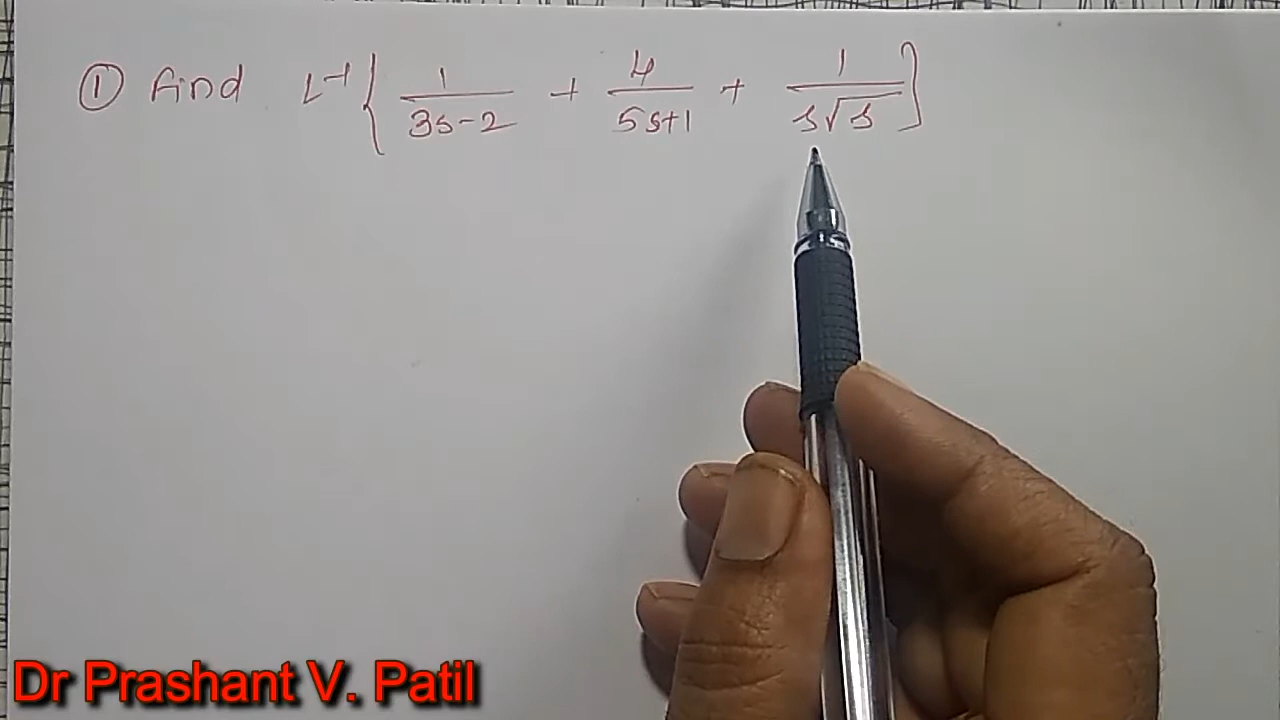 ① Find L⁻¹{ 1/(3s-2) + 4/(5s+1) + 1/(s√s) }
Dr Prashant V. Patil